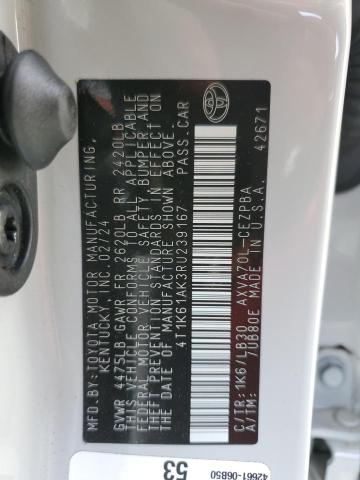 MFD.BY:TOYOTA MOTOR MANUFACTURING,
KENTUCKY, INC. 02/24
GVWR 4475LB GAWR FR 2620LB RR 2420LB
THIS VEHICLE CONFORMS TO ALL APPLICABLE
FEDERAL MOTOR VEHICLE SAFETY, BUMPER AND
THEFT PREVENTION STANDARDS IN EFFECT
ON THE DATE OF MANUFACTURE SHOWN ABOVE.
4T1K61AK3RU239167 PASS.CAR
C/TR:1K6/LB30 AXVA70L-CEZPBA
A/TM: 7UB80E MADE IN U.S.A. 42671
42661-06B50
53